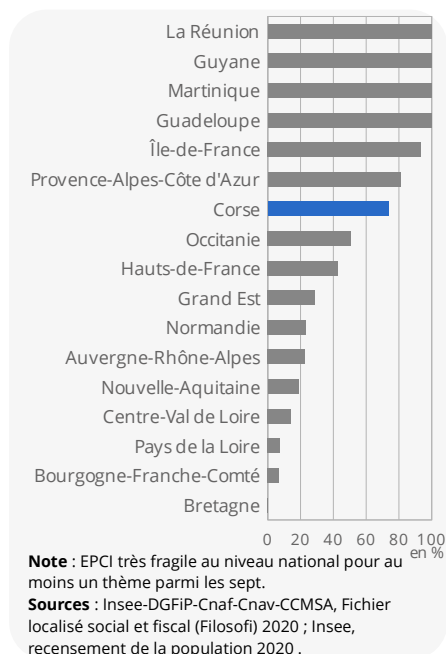 La Réunion
Guyane
Martinique
Guadeloupe
Île-de-France
Provence-Alpes-Côte d'Azur
Corse
Occitanie
Hauts-de-France
Grand Est
Normandie
Auvergne-Rhône-Alpes
Nouvelle-Aquitaine
Centre-Val de Loire
Pays de la Loire
Bourgogne-Franche-Comté
Bretagne
0 20 40 60 80 100
en %
Note : EPCI très fragile au niveau national pour au
moins un thème parmi les sept.
Sources : Insee-DGFiP-Cnaf-Cnav-CCMSA, Fichier
localisé social et fiscal (Filosofi) 2020 ; Insee,
recensement de la population 2020 .